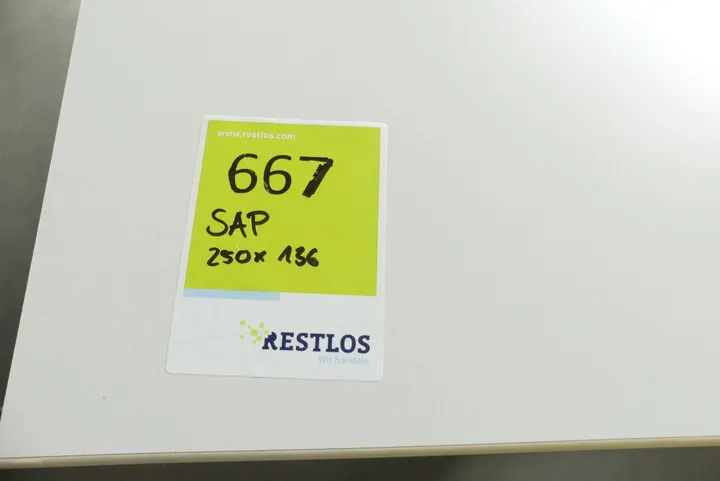 www.restlos.com
667
SAP
250x 136
RESTLOS
Wir handeln